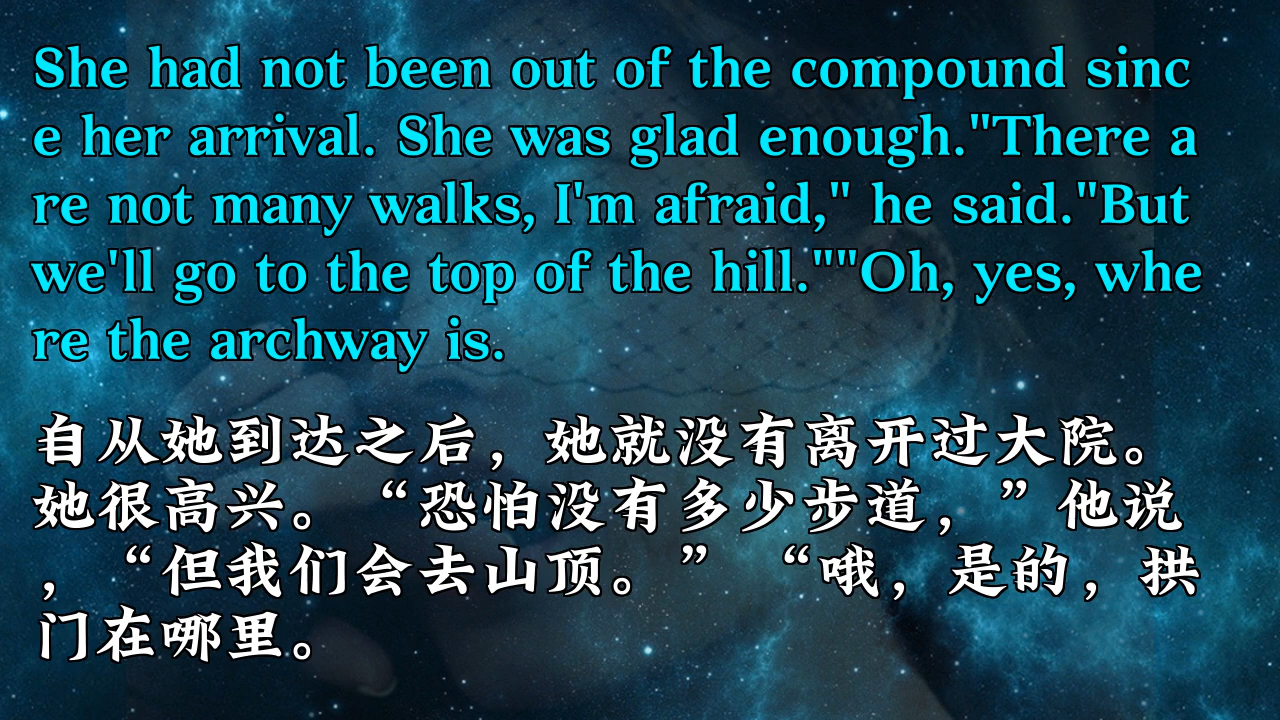 She had not been out of the compound sinc
e her arrival. She was glad enough."There a
re not many walks, I'm afraid," he said."But
we'll go to the top of the hill.""Oh, yes, whe
re the archway is.
自从她到达之后，她就没有离开过大院。
她很高兴。“恐怕没有多少步道，”他说
，“但我们会去山顶。”“哦，是的，拱
门在哪里。